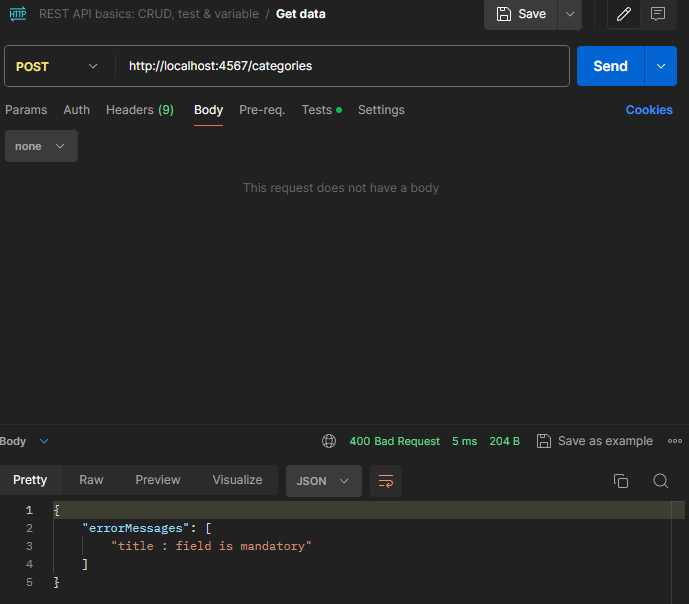 HTTP REST API basics: CRUD, test & variable / Get data Save
POST http://localhost:4567/categories Send
Params Auth Headers (9) Body Pre-req. Tests Settings Cookies
none
This request does not have a body
Body 400 Bad Request 5 ms 204 B Save as example
Pretty Raw Preview Visualize JSON
1 {
2 "errorMessages": [
3 "title : field is mandatory"
4 ]
5 }